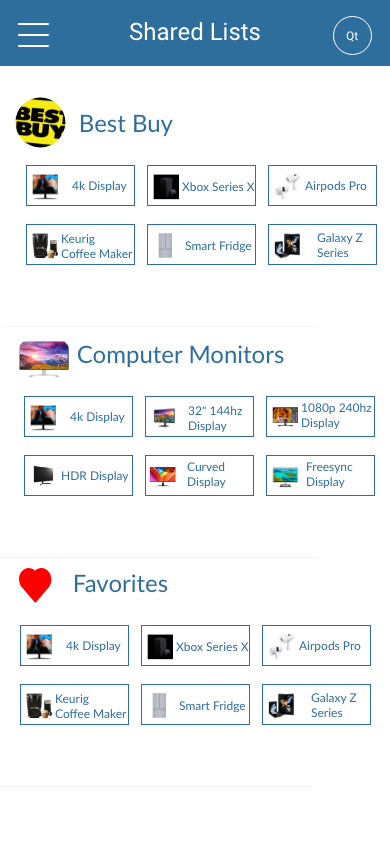 Shared Lists
Qt
BEST
BUY
Best Buy
4k Display
Xbox Series X
Airpods Pro
Keurig
Coffee Maker
Smart Fridge
Galaxy Z
Series
Computer Monitors
4k Display
32" 144hz
Display
1080p 240hz
Display
HDR Display
Curved
Display
Freesync
Display
Favorites
4k Display
Xbox Series X
Airpods Pro
Keurig
Coffee Maker
Smart Fridge
Galaxy Z
Series